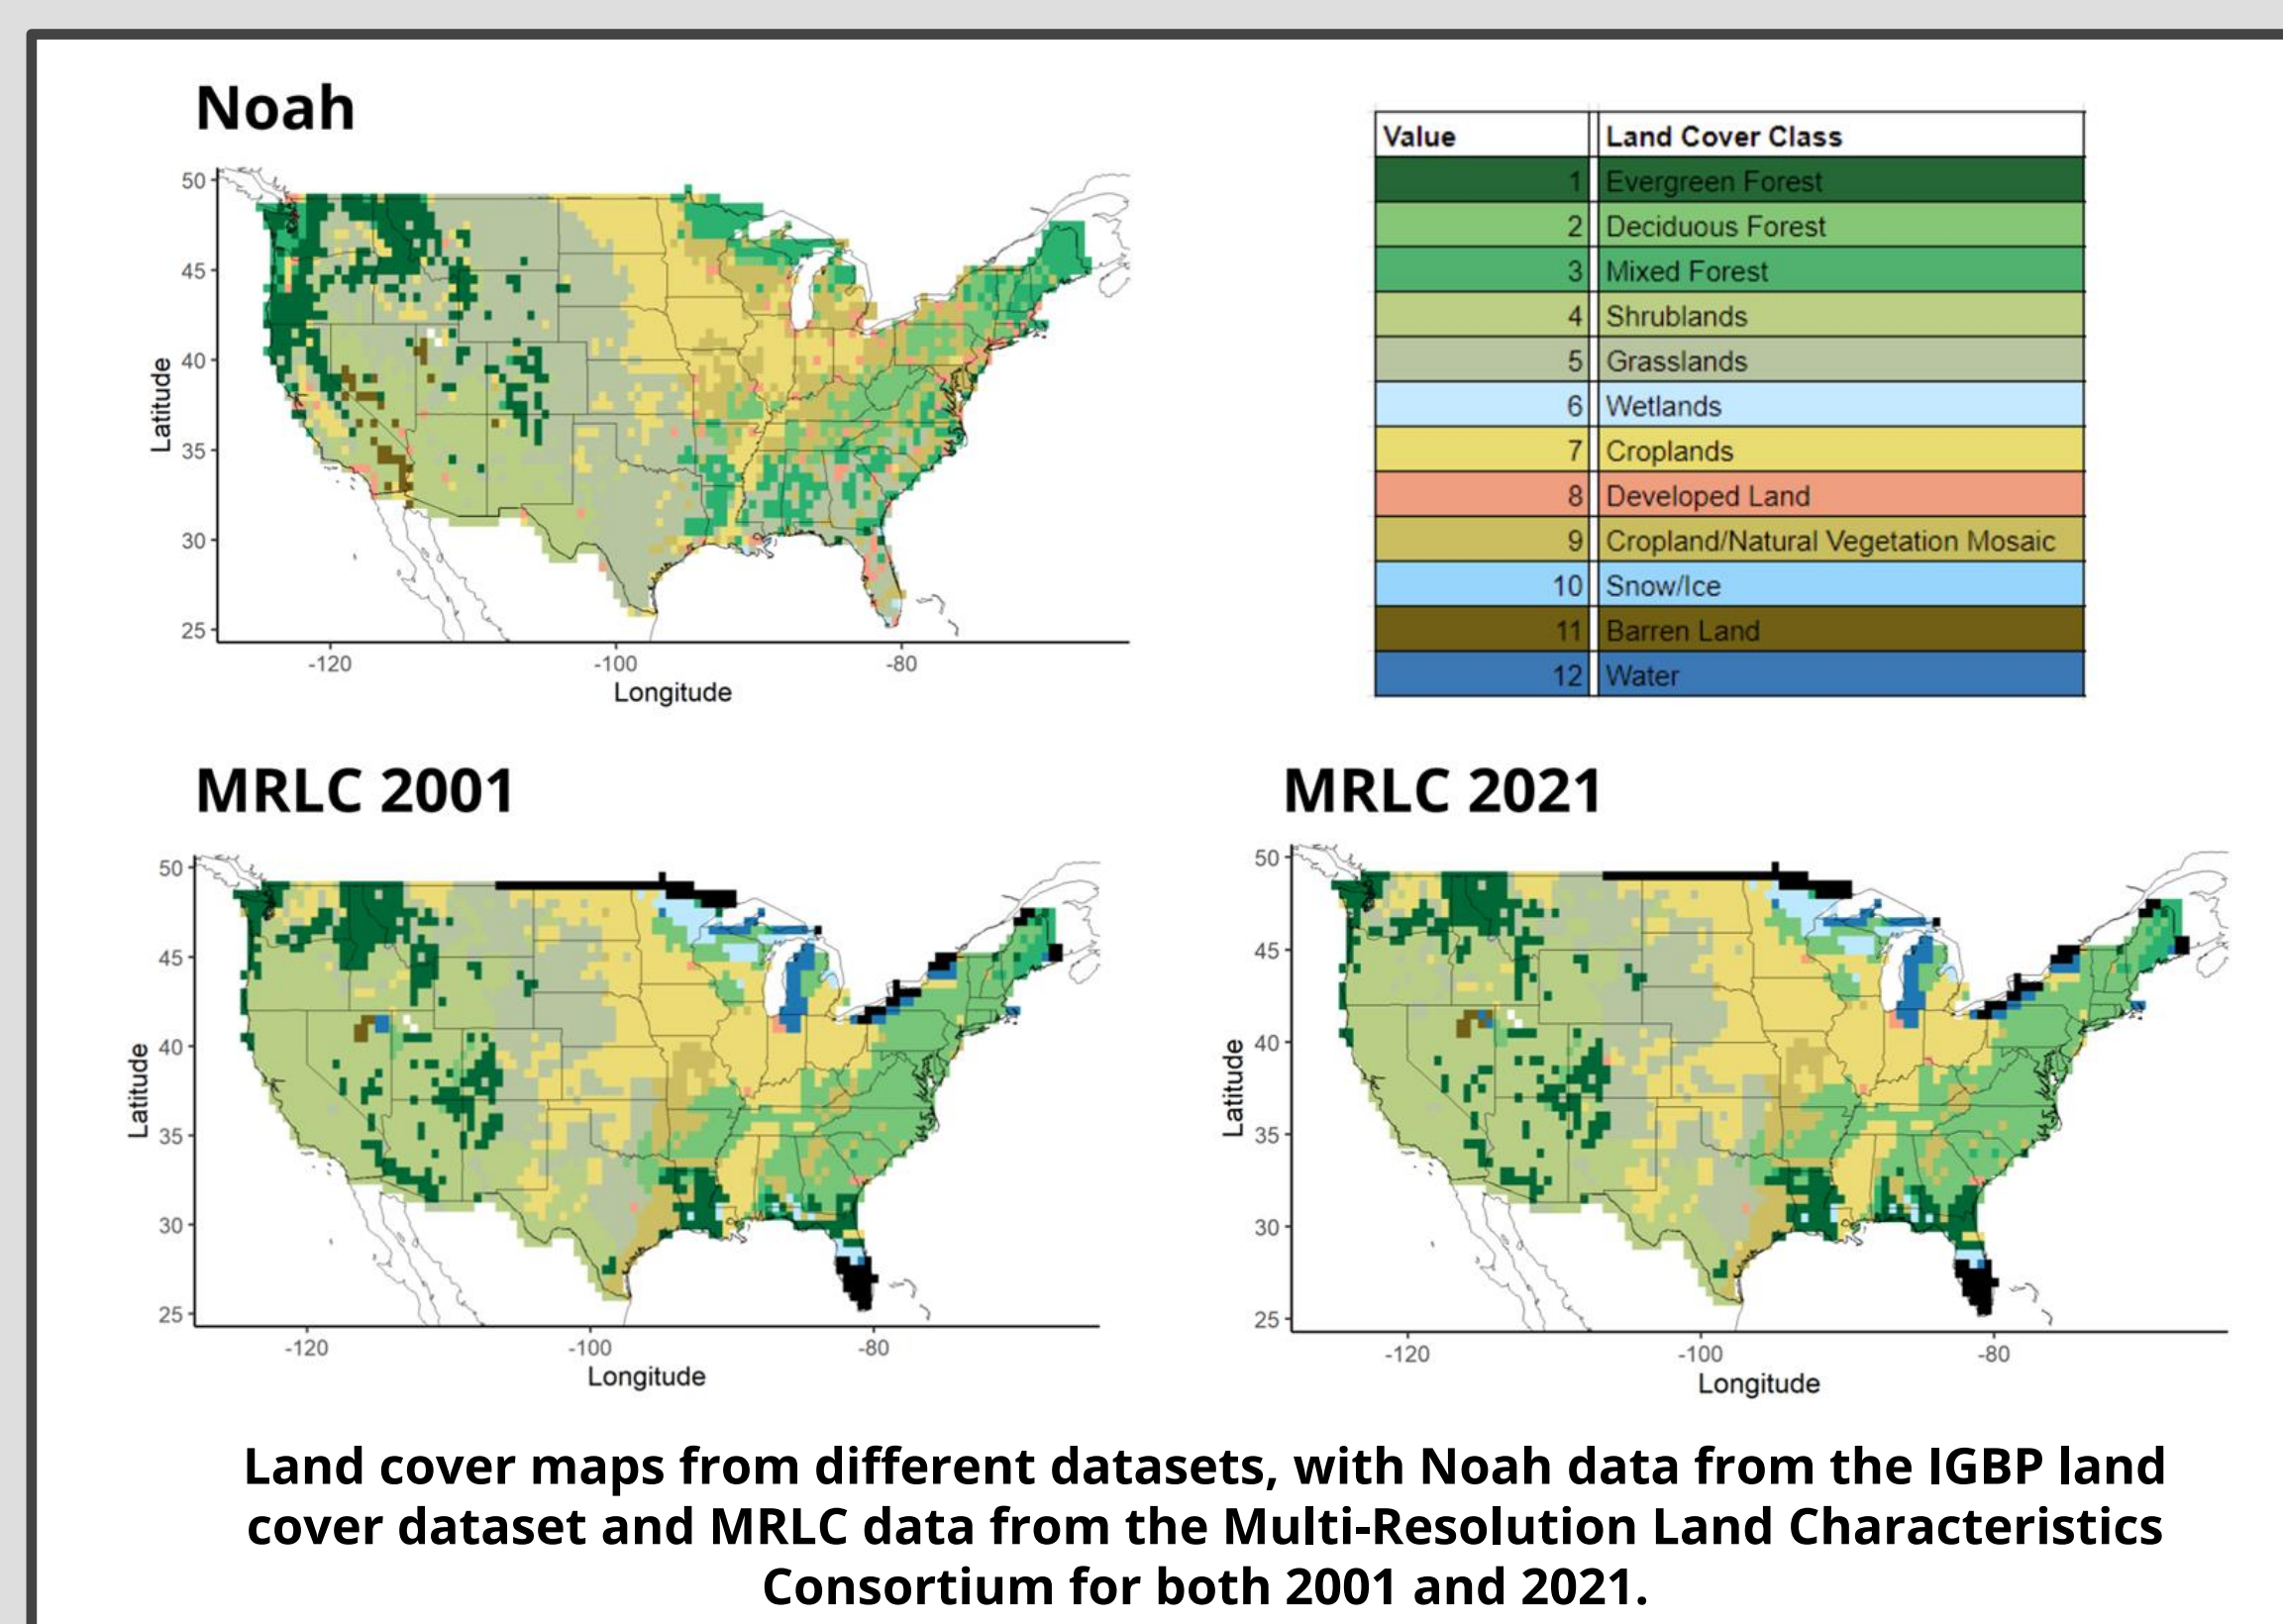 Noah
50
45
40
35
30
25
Latitude
-120 -100 -80
Longitude
Value Land Cover Class
1 Evergreen Forest
2 Deciduous Forest
3 Mixed Forest
4 Shrublands
5 Grasslands
6 Wetlands
7 Croplands
8 Developed Land
9 Cropland/Natural Vegetation Mosaic
10 Snow/Ice
11 Barren Land
12 Water
MRLC 2001
50
45
40
35
30
25
Latitude
-120 -100 -80
Longitude
MRLC 2021
50
45
40
35
30
25
Latitude
-120 -100 -80
Longitude
Land cover maps from different datasets, with Noah data from the IGBP land
cover dataset and MRLC data from the Multi-Resolution Land Characteristics
Consortium for both 2001 and 2021.